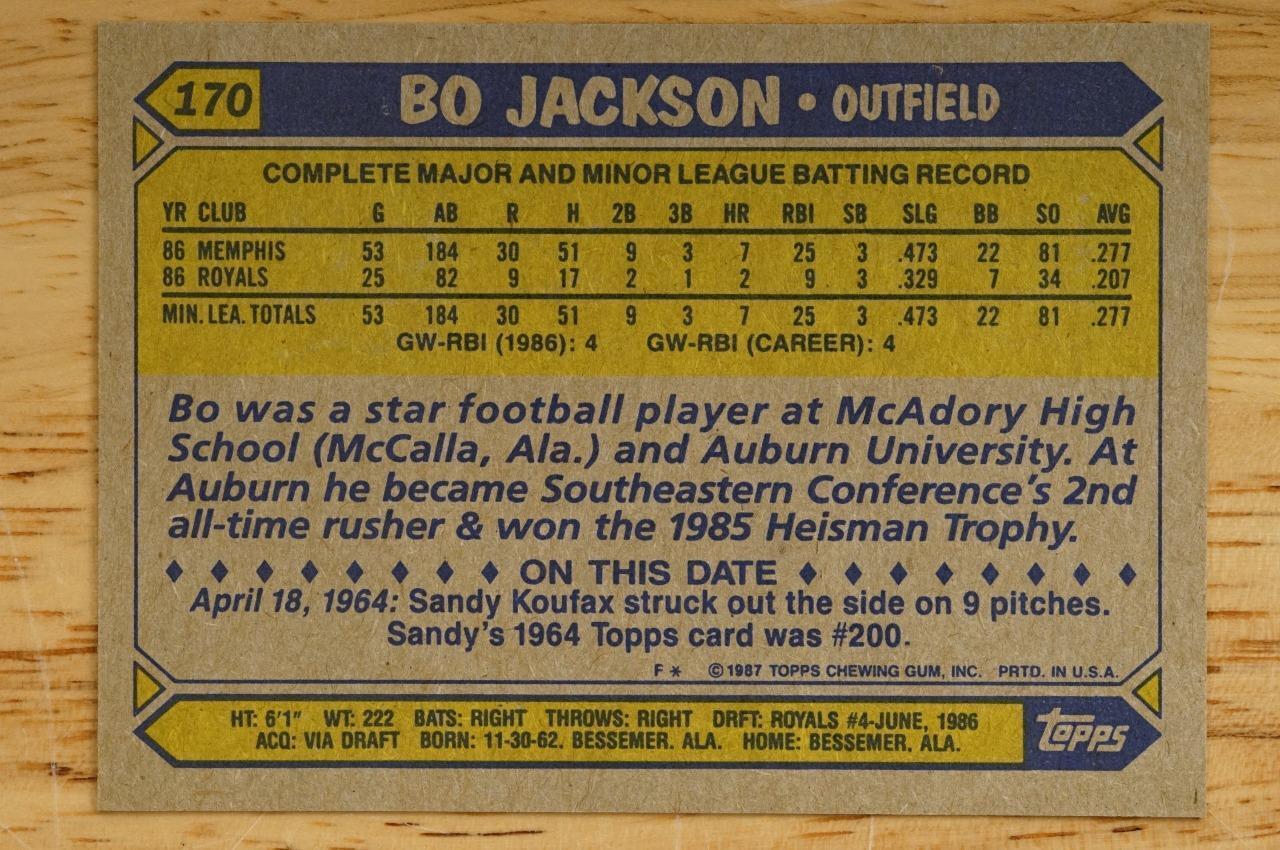 170 BO JACKSON • OUTFIELD
COMPLETE MAJOR AND MINOR LEAGUE BATTING RECORD
YR CLUB G AB R H 2B 3B HR RBI SB SLG BB SO AVG
86 MEMPHIS 53 184 30 51 9 3 7 25 3 .473 22 81 .277
86 ROYALS 25 82 9 17 2 1 2 9 3 .329 7 34 .207
MIN. LEA. TOTALS 53 184 30 51 9 3 7 25 3 .473 22 81 .277
GW-RBI (1986): 4 GW-RBI (CAREER): 4
Bo was a star football player at McAdory High
School (McCalla, Ala.) and Auburn University. At
Auburn he became Southeastern Conference's 2nd
all-time rusher & won the 1985 Heisman Trophy.
♦ ♦ ♦ ♦ ♦ ♦ ♦ ♦ ON THIS DATE ♦ ♦ ♦ ♦ ♦ ♦ ♦ ♦
April 18, 1964: Sandy Koufax struck out the side on 9 pitches.
Sandy's 1964 Topps card was #200.
F * © 1987 TOPPS CHEWING GUM, INC. PRTD. IN U.S.A.
HT: 6'1" WT: 222 BATS: RIGHT THROWS: RIGHT DRFT: ROYALS #4-JUNE, 1986
ACQ: VIA DRAFT BORN: 11-30-62. BESSEMER. ALA. HOME: BESSEMER. ALA.
topps